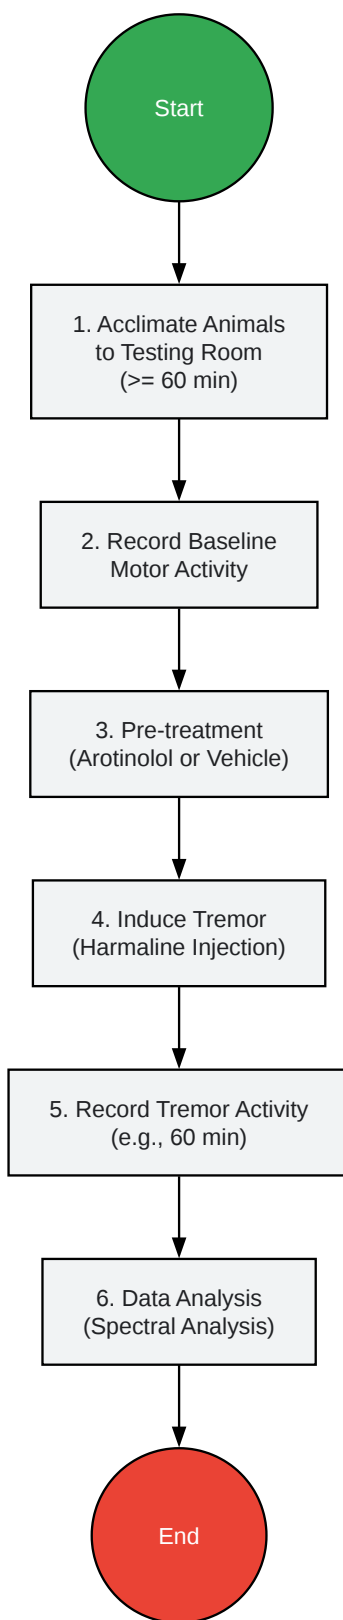 Start
1. Acclimate Animals
to Testing Room
(>= 60 min)
2. Record Baseline
Motor Activity
3. Pre-treatment
(Arotinolol or Vehicle)
4. Induce Tremor
(Harmaline Injection)
5. Record Tremor Activity
(e.g., 60 min)
6. Data Analysis
(Spectral Analysis)
End